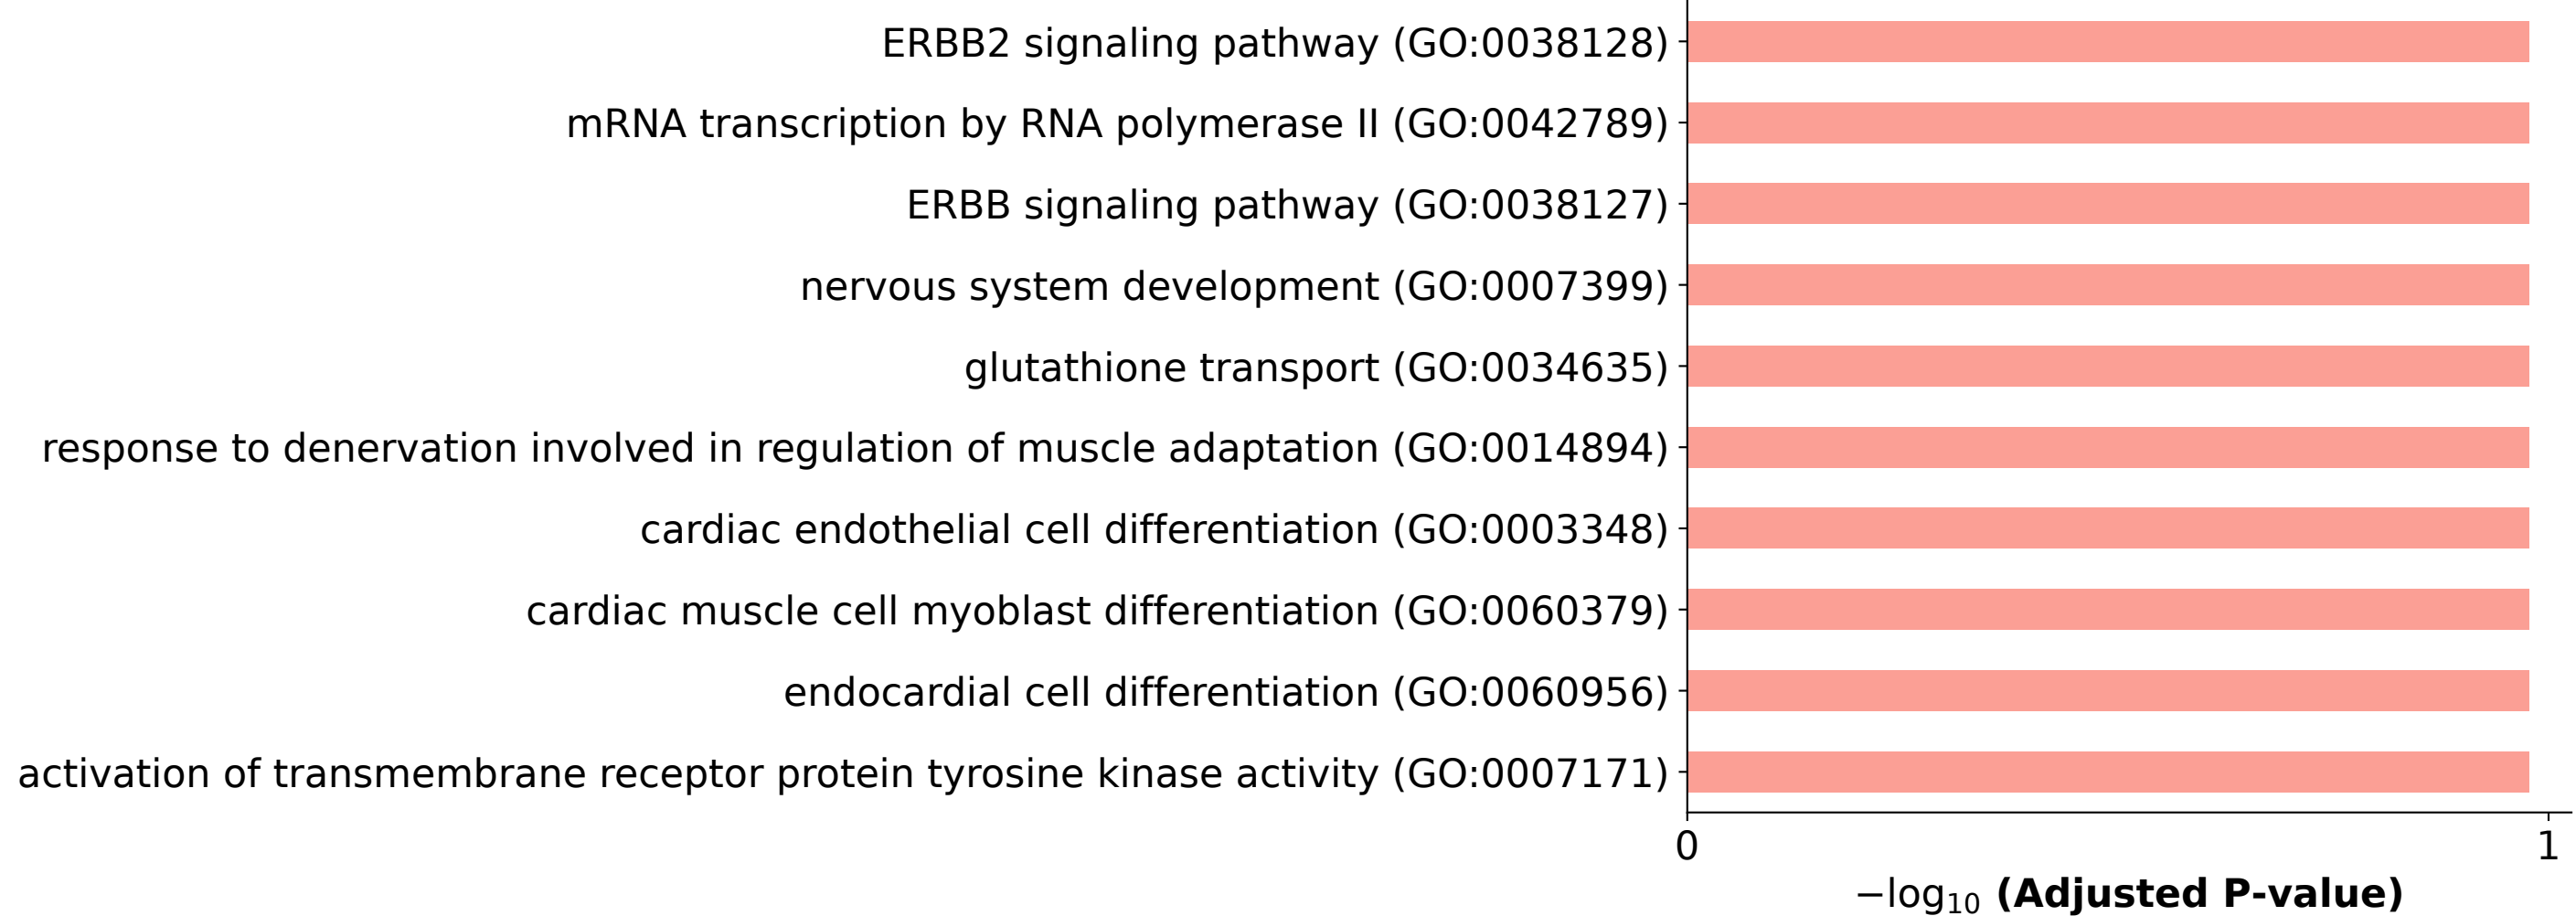 ERBB2 signaling pathway (GO:0038128)
mRNA transcription by RNA polymerase II (GO:0042789)
ERBB signaling pathway (GO:0038127)
nervous system development (GO:0007399)
glutathione transport (GO:0034635)
response to denervation involved in regulation of muscle adaptation (GO:0014894)
cardiac endothelial cell differentiation (GO:0003348)
cardiac muscle cell myoblast differentiation (GO:0060379)
endocardial cell differentiation (GO:0060956)
activation of transmembrane receptor protein tyrosine kinase activity (GO:0007171)
0 1
−log₁₀ (Adjusted P-value)